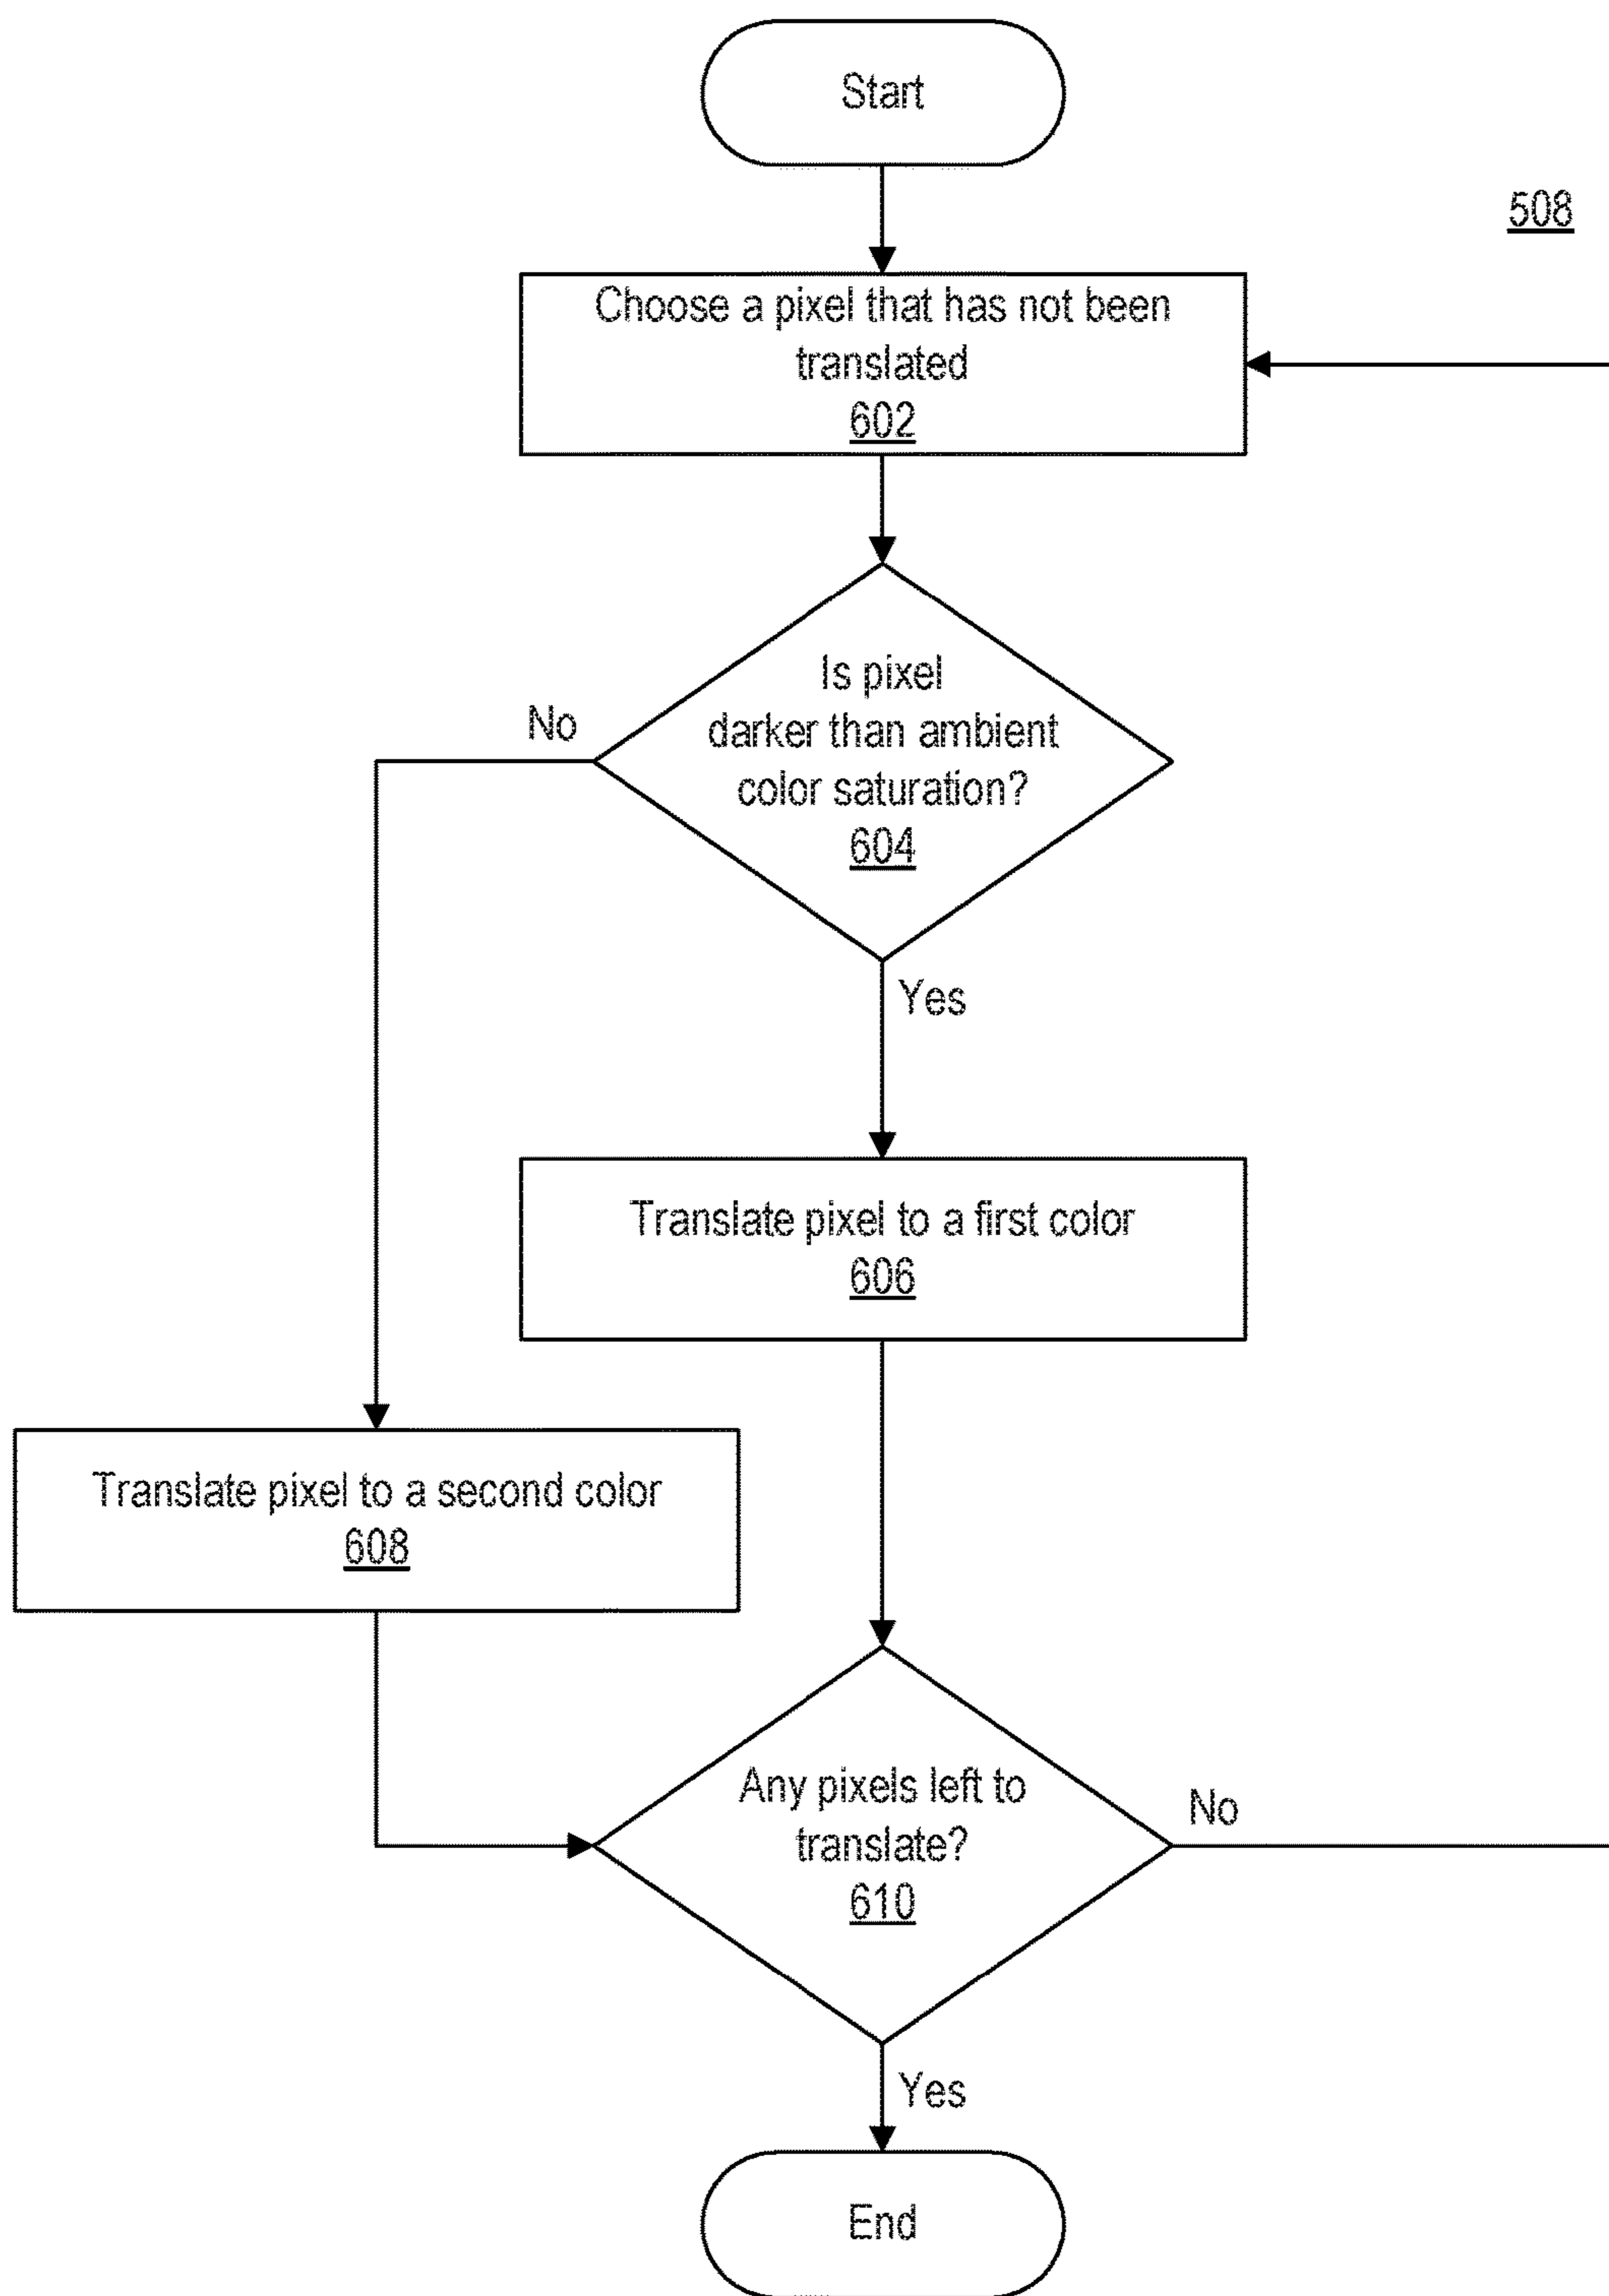 Start
508
Choose a pixel that has not been
translated
602
Is pixel
darker than ambient
color saturation?
604
No
Yes
Translate pixel to a first color
606
Translate pixel to a second color
608
Any pixels left to
translate?
610
No
Yes
End